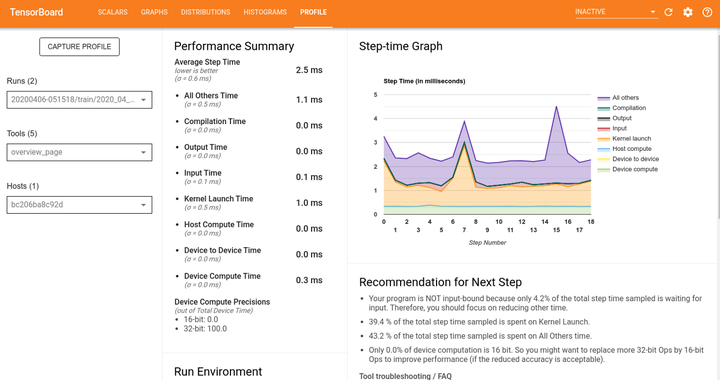 TensorBoard
SCALARS
GRAPHS
DISTRIBUTIONS
HISTOGRAMS
PROFILE
INACTIVE
CAPTURE PROFILE
Runs (2)
20200406-051518/train/2020_04_...
Tools (5)
overview_page
Hosts (1)
bc206ba8c92d
Performance Summary
Average Step Time
lower is better
(σ = 0.6 ms)
2.5 ms
• All Others Time
(σ = 0.5 ms)
1.1 ms
• Compilation Time
(σ = 0.0 ms)
0.0 ms
• Output Time
(σ = 0.0 ms)
0.0 ms
• Input Time
(σ = 0.1 ms)
0.1 ms
• Kernel Launch Time
(σ = 0.5 ms)
1.0 ms
• Host Compute Time
(σ = 0.0 ms)
0.0 ms
• Device to Device Time
(σ = 0.0 ms)
0.0 ms
• Device Compute Time
(σ = 0.0 ms)
0.3 ms
Device Compute Precisions
(out of Total Device Time)
• 16-bit: 0.0
• 32-bit: 100.0
Run Environment
Step-time Graph
Step Time (in milliseconds)
5
4
3
2
1
0
0 2 4 6 8 10 12 14 16 18
1 3 5 7 9 11 13 15 17
Step Number
All others
Compilation
Output
Input
Kernel launch
Host compute
Device to device
Device compute
Recommendation for Next Step
• Your program is NOT input-bound because only 4.2% of the total step time sampled is waiting for
input. Therefore, you should focus on reducing other time.
• 39.4 % of the total step time sampled is spent on Kernel Launch.
• 43.2 % of the total step time sampled is spent on All Others time.
• Only 0.0% of device computation is 16 bit. So you might want to replace more 32-bit Ops by 16-bit
Ops to improve performance (if the reduced accuracy is acceptable).
Tool troubleshooting / FAQ